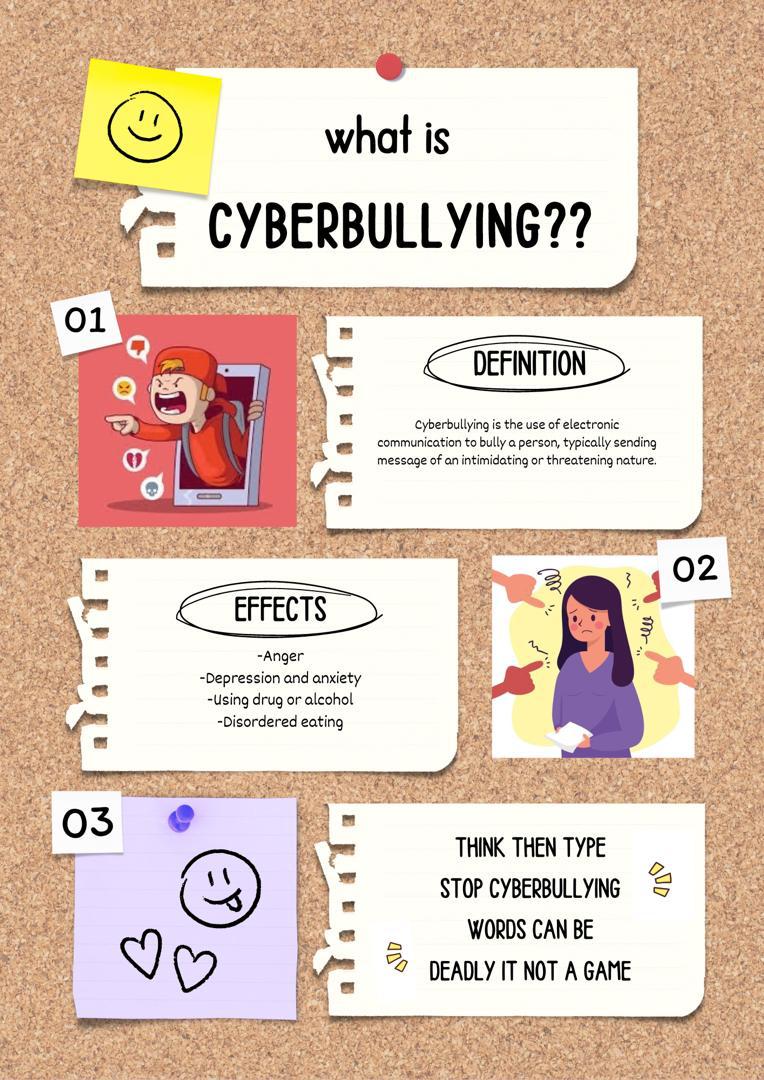 what is
CYBERBULLYING??
01
DEFINITION
Cyberbullying is the use of electronic
communication to bully a person, typically sending
message of an intimidating or threatening nature.
02
EFFECTS
-Anger
-Depression and anxiety
-Using drug or alcohol
-Disordered eating
03
THINK THEN TYPE
STOP CYBERBULLYING
WORDS CAN BE
DEADLY IT NOT A GAME